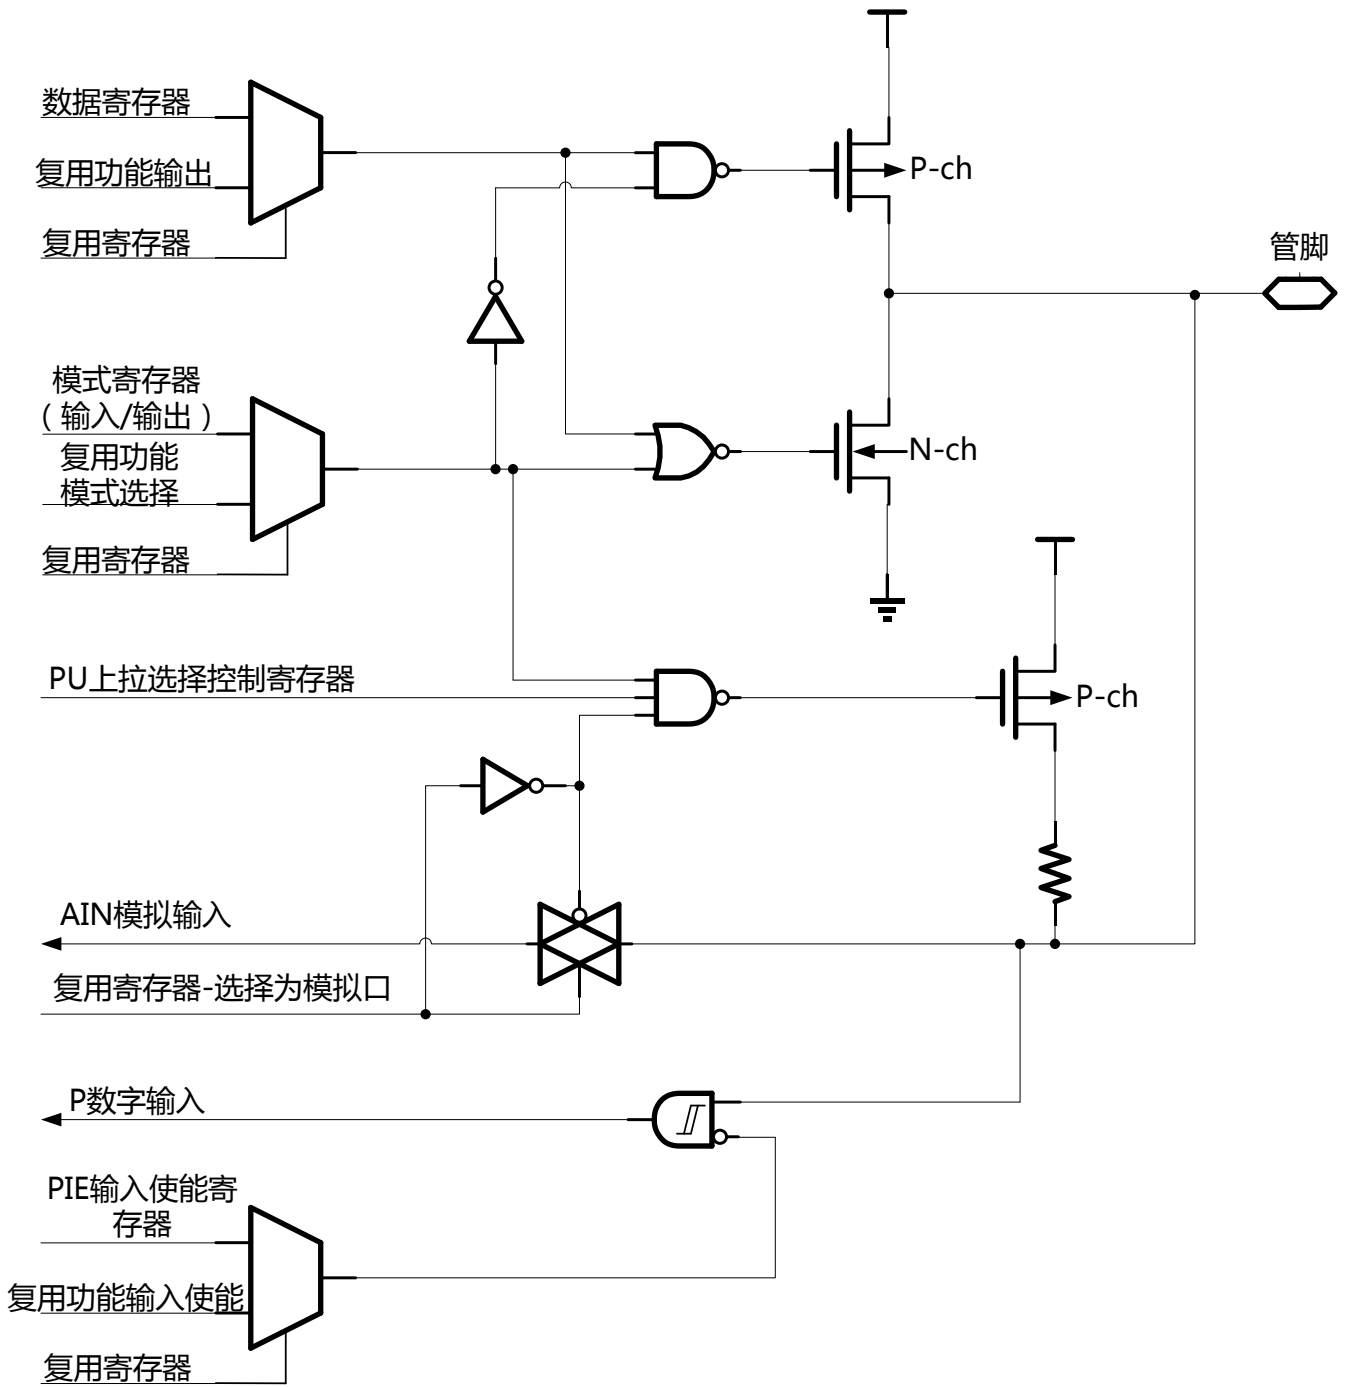 数据寄存器
复用功能输出
复用寄存器
P-ch
管脚
模式寄存器
（输入/输出）
复用功能
模式选择
复用寄存器
N-ch
PU上拉选择控制寄存器
P-ch
AIN模拟输入
复用寄存器-选择为模拟口
P数字输入
PIE输入使能寄
存器
复用功能输入使能
复用寄存器